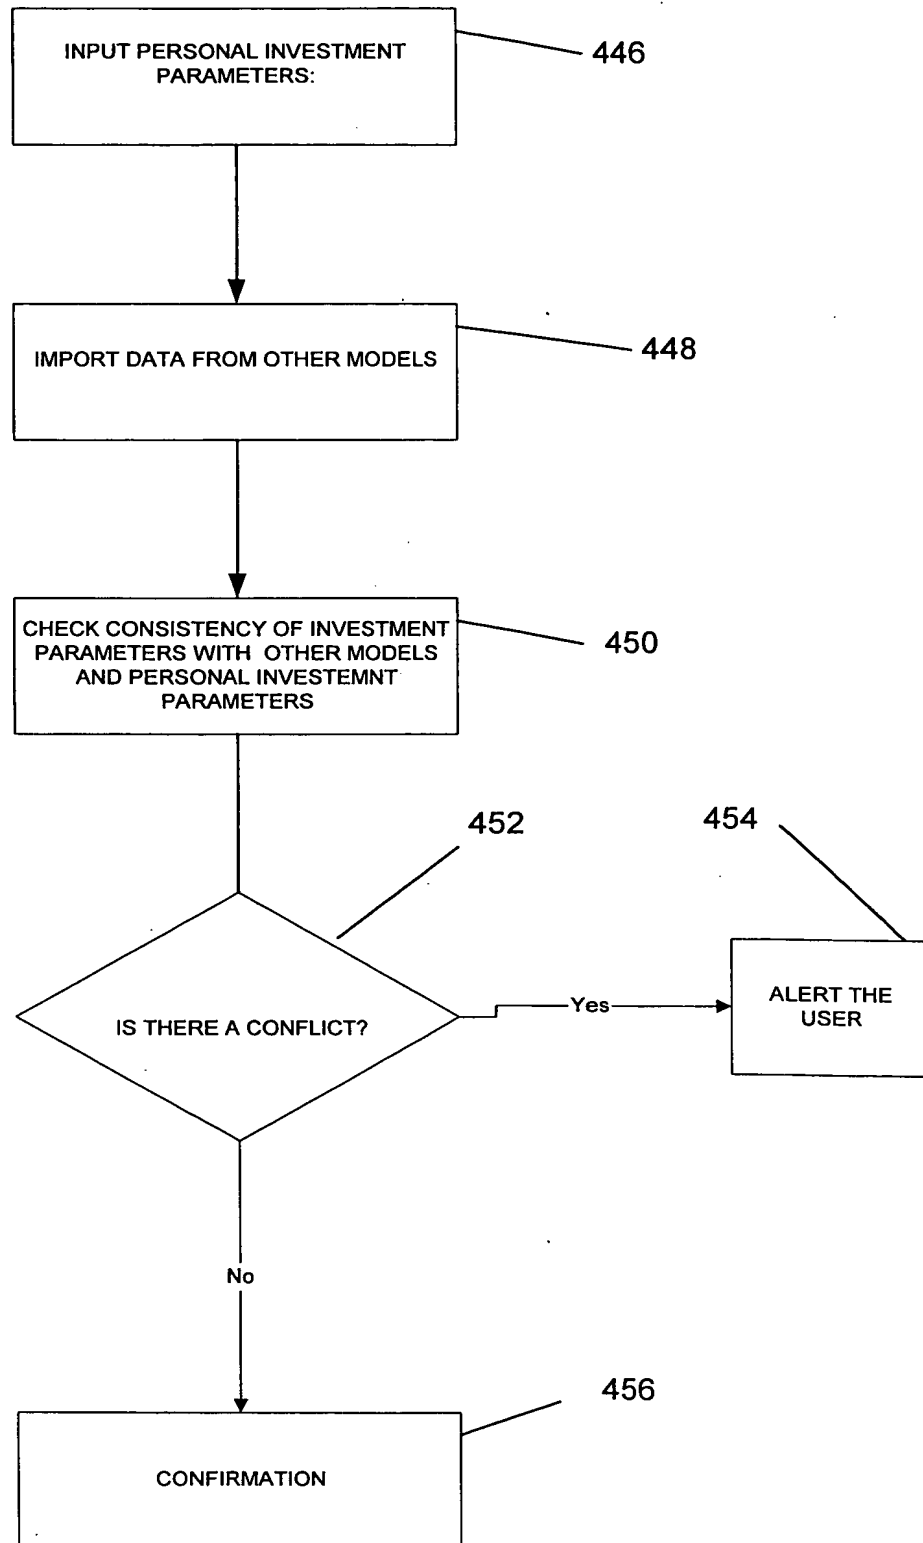 INPUT PERSONAL INVESTMENT
PARAMETERS:
446
IMPORT DATA FROM OTHER MODELS
448
CHECK CONSISTENCY OF INVESTMENT
PARAMETERS WITH OTHER MODELS
AND PERSONAL INVESTEMNT
PARAMETERS
450
452
454
IS THERE A CONFLICT?
Yes
ALERT THE
USER
No
456
CONFIRMATION